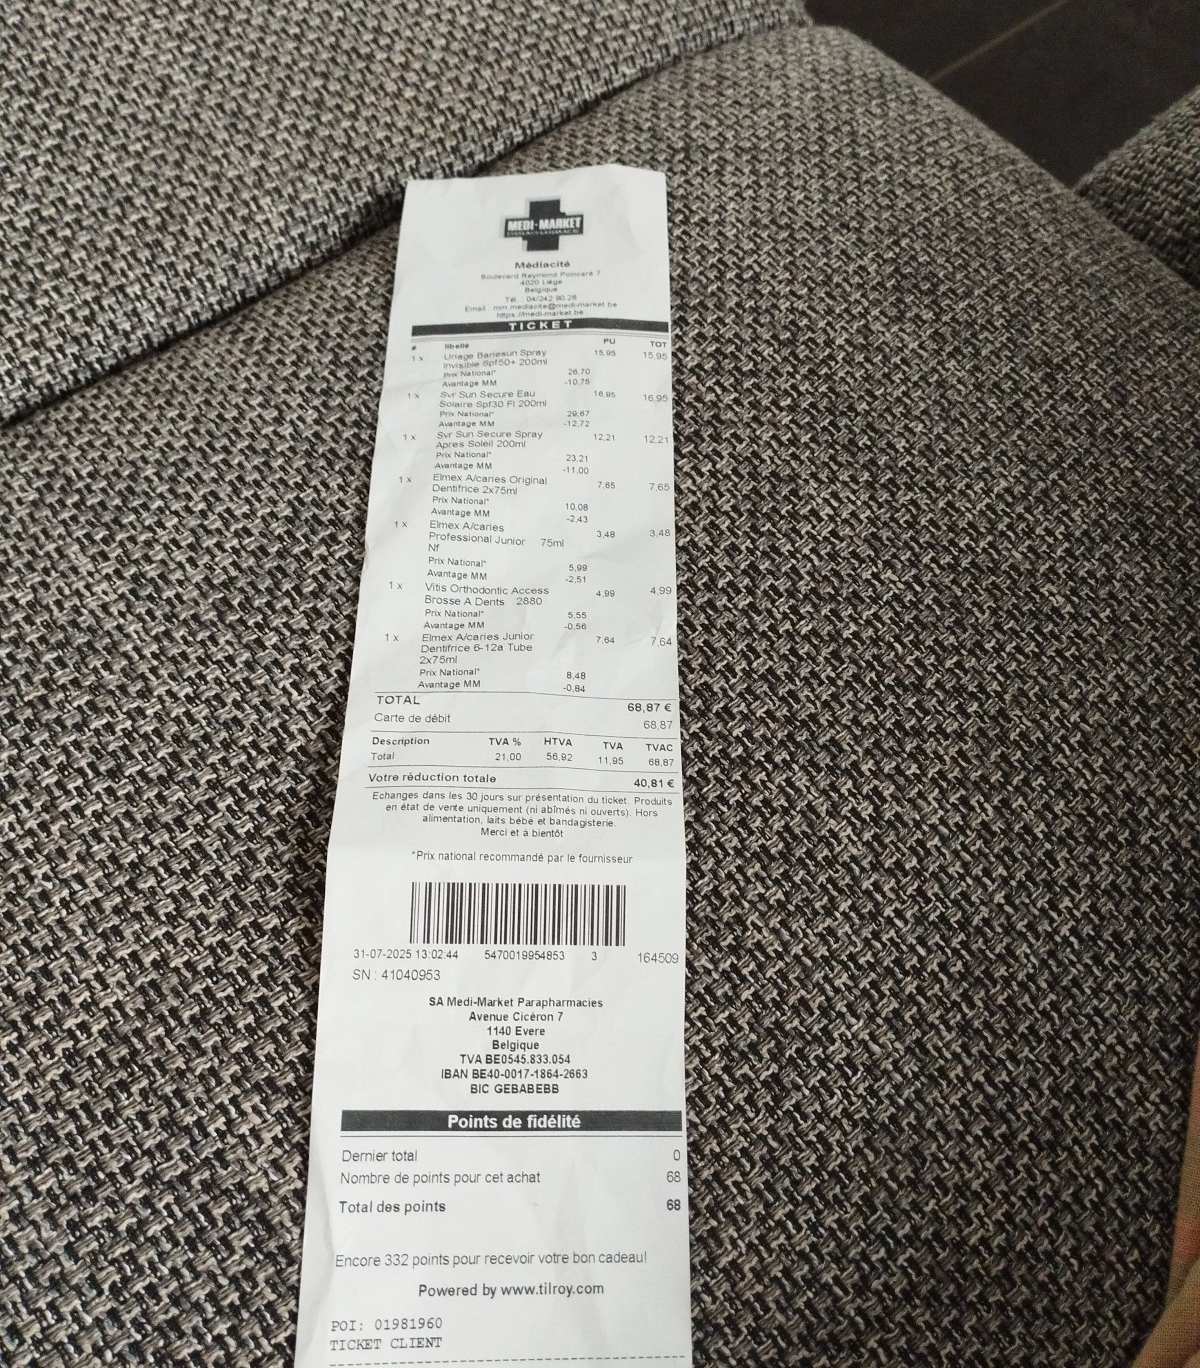 MEDI-MARKET
Médiacité
Boulevard Raymond Poincaré 7
4020 Liège
Belgique
Tél. : 04/242.90.26
Email : mm.mediacite@medi-market.be
https://medi-market.be
TICKET
# libellé PU TOT
1 x Uriage Bariesun Spray 15,95 15,95
Invisible Spf50+ 200ml
Prix National* 26,70
Avantage MM -10,75
1 x Svr Sun Secure Eau 16,95 16,95
Solaire Spf30 Fl 200ml
Prix National* 29,67
Avantage MM -12,72
1 x Svr Sun Secure Spray 12,21 12,21
Apres Soleil 200ml
Prix National* 23,21
Avantage MM -11,00
1 x Elmex A/caries Original 7,65 7,65
Dentifrice 2x75ml
Prix National* 10,08
Avantage MM -2,43
1 x Elmex A/caries 3,48 3,48
Professional Junior 75ml
Nf
Prix National* 5,99
Avantage MM -2,51
1 x Vitis Orthodontic Access 4,99 4,99
Brosse A Dents 2880
Prix National* 5,55
Avantage MM -0,56
1 x Elmex A/caries Junior 7,64 7,64
Dentifrice 6-12a Tube
2x75ml
Prix National* 8,48
Avantage MM -0,84
TOTAL 68,87 €
Carte de débit 68,87
Description TVA % HTVA TVA TVAC
Total 21,00 56,92 11,95 68,87
Votre réduction totale 40,81 €
Echanges dans les 30 jours sur présentation du ticket. Produits
en état de vente uniquement (ni abîmés ni ouverts). Hors
alimentation, laits bébé et bandagisterie.
Merci et à bientôt
*Prix national recommandé par le fournisseur
31-07-2025 13:02:44 5470019954853 3 164509
SN : 41040953
SA Medi-Market Parapharmacies
Avenue Cicéron 7
1140 Evere
Belgique
TVA BE0545.833.054
IBAN BE40-0017-1864-2663
BIC GEBABEBB
Points de fidélité
Dernier total 0
Nombre de points pour cet achat 68
Total des points 68
Encore 332 points pour recevoir votre bon cadeau!
Powered by www.tilroy.com
POI: 01981960
TICKET CLIENT